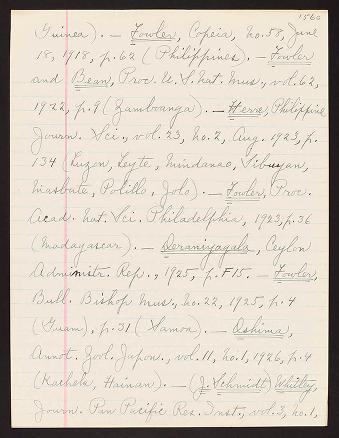 1560
Guinea). — Fowler, Copeia, no. 58, June
18, 1918, p. 62 (Philippines). — Fowler
and Bean, Proc. U.S. Nat. Mus., vol. 62,
1922, p. 9 (Zamboanga). — Herre, Philippine
Journ. Sci., vol. 23, no. 2, Aug. 1923, p.
134 (Luzon, Leyte, Mindanao, Sibuyan,
Masbate, Polillo, Jolo). — Fowler, Proc.
Acad. Nat. Sci. Philadelphia, 1923, p. 36
(Madagascar). — Deraniyagala, Ceylon
Administr. Rep., 1925, p. F15. — Fowler,
Bull. Bishop Mus., no. 22, 1925, p. 4
(Guam), p. 31 (Samoa). — Oshima,
Annot. Zool. Japon., vol. 11, no. 1, 1926, p. 4
(Kachek, Hainan). — (J. Schmidt) Whitley,
Journ. Pan Pacific Res. Inst., vol. 3, no. 1,